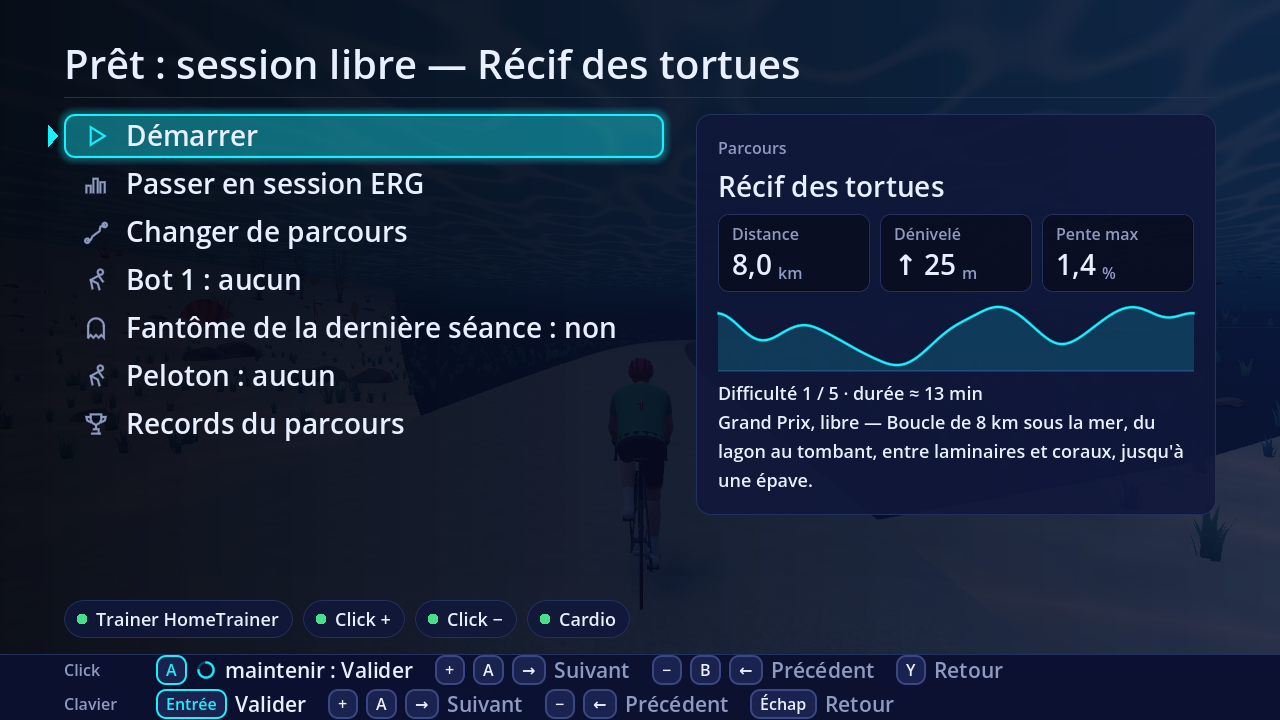 Prêt : session libre — Récif des tortues
Démarrer
Passer en session ERG
Changer de parcours
Bot 1 : aucun
Fantôme de la dernière séance : non
Peloton : aucun
Records du parcours
Parcours
Récif des tortues
Distance
8,0 km
Dénivelé
↑ 25 m
Pente max
1,4 %
Difficulté 1 / 5 · durée ≈ 13 min
Grand Prix, libre — Boucle de 8 km sous la mer, du
lagon au tombant, entre laminaires et coraux, jusqu'à
une épave.
Trainer HomeTrainer
Click +
Click −
Cardio
Click A maintenir : Valider + A → Suivant − B ← Précédent Y Retour
Clavier Entrée Valider + A → Suivant − ← Précédent Échap Retour